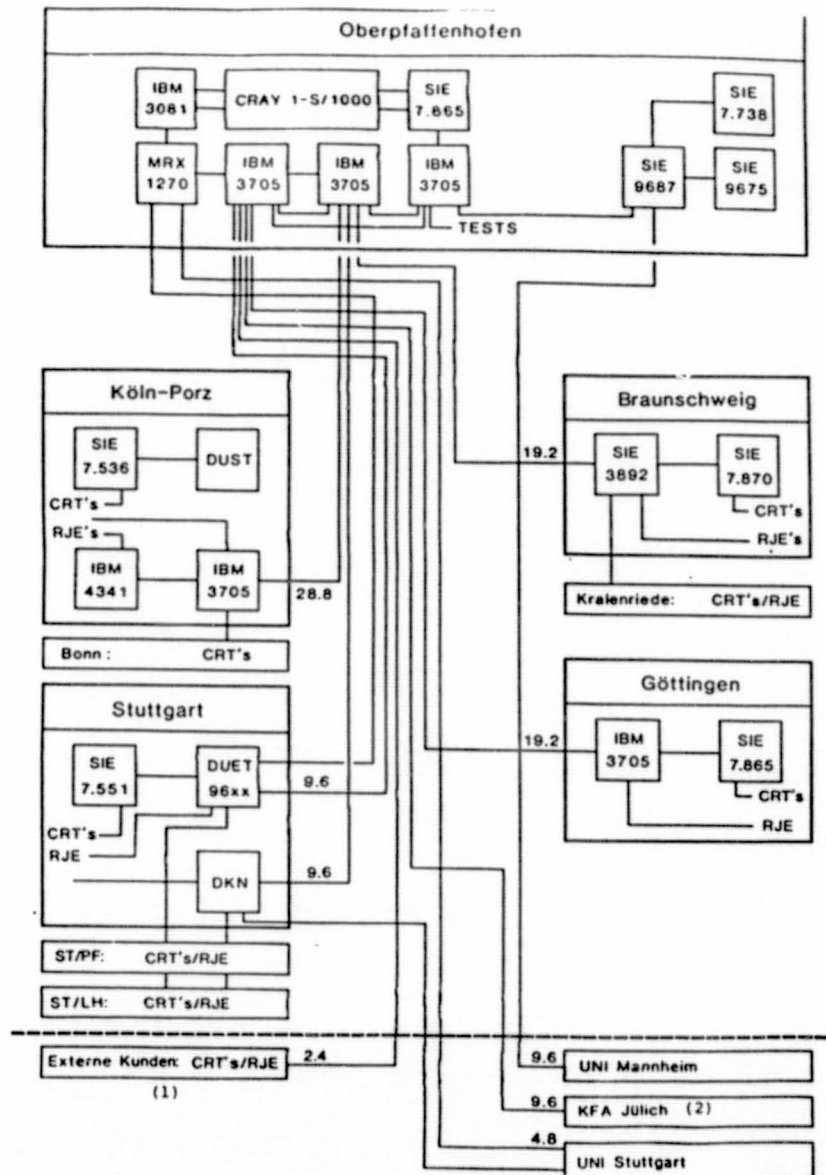 Oberpfaffenhofen
IBM
3081
CRAY 1-S/1000
SIE
7.865
SIE
7.738
MRX
1270
IBM
3705
IBM
3705
IBM
3705
SIE
9687
SIE
9675
TESTS
Köln-Porz
SIE
7.536
DUST
CRT's
RJE's
IBM
4341
IBM
3705
28.8
Bonn: CRT's
Braunschweig
19.2
SIE
3892
SIE
7.870
CRT's
RJE's
Kralenriede: CRT's/RJE
Stuttgart
SIE
7.551
DUET
96xx
9.6
CRT's
RJE
DKN
9.6
ST/PF: CRT's/RJE
ST/LH: CRT's/RJE
Göttingen
19.2
IBM
3705
SIE
7.865
CRT's
RJE
Externe Kunden: CRT's/RJE
2.4
(1)
9.6
UNI Mannheim
9.6
KFA Jülich (2)
4.8
UNI Stuttgart